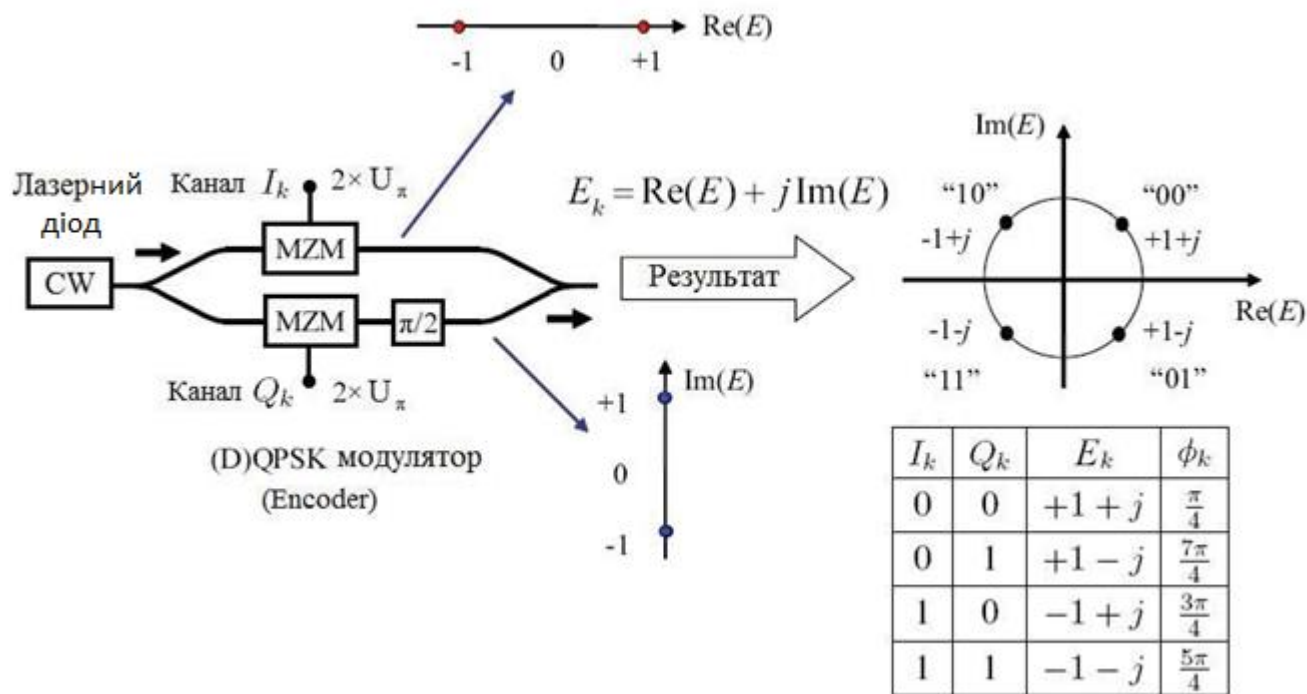 Re(E)
-1 0 +1
Лазерний
діод
CW
Канал I_k
2× U_π
MZM
MZM
π/2
Канал Q_k
2× U_π
(D)QPSK модулятор
(Encoder)
E_k = Re(E) + j Im(E)
Результат
Im(E)
+1
0
-1
Im(E)
“10” “00”
-1+j +1+j
Re(E)
-1-j +1-j
“11” “01”
I_k Q_k E_k ϕ_k
0 0 +1 + j π/4
0 1 +1 − j 7π/4
1 0 −1 + j 3π/4
1 1 −1 − j 5π/4